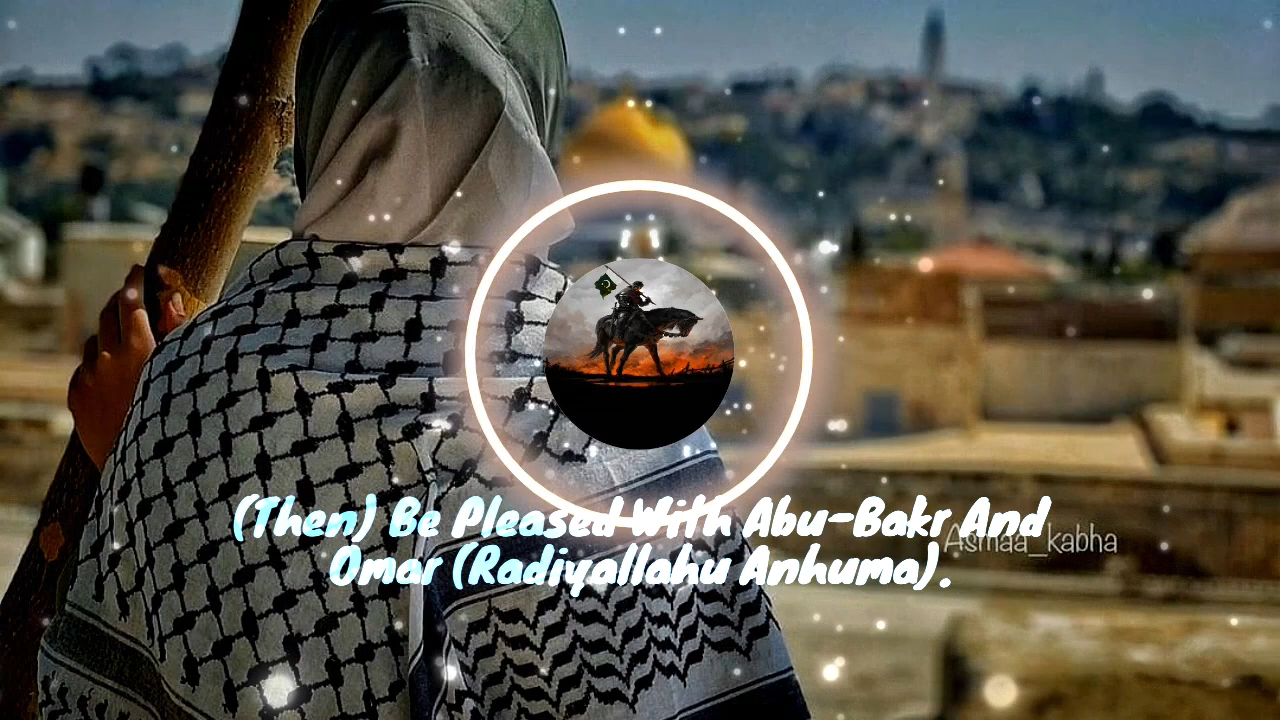 (Then) Be Pleased With Abu-Bakr And
Omar (Radiyallahu Anhuma).
Asmaa_kabha